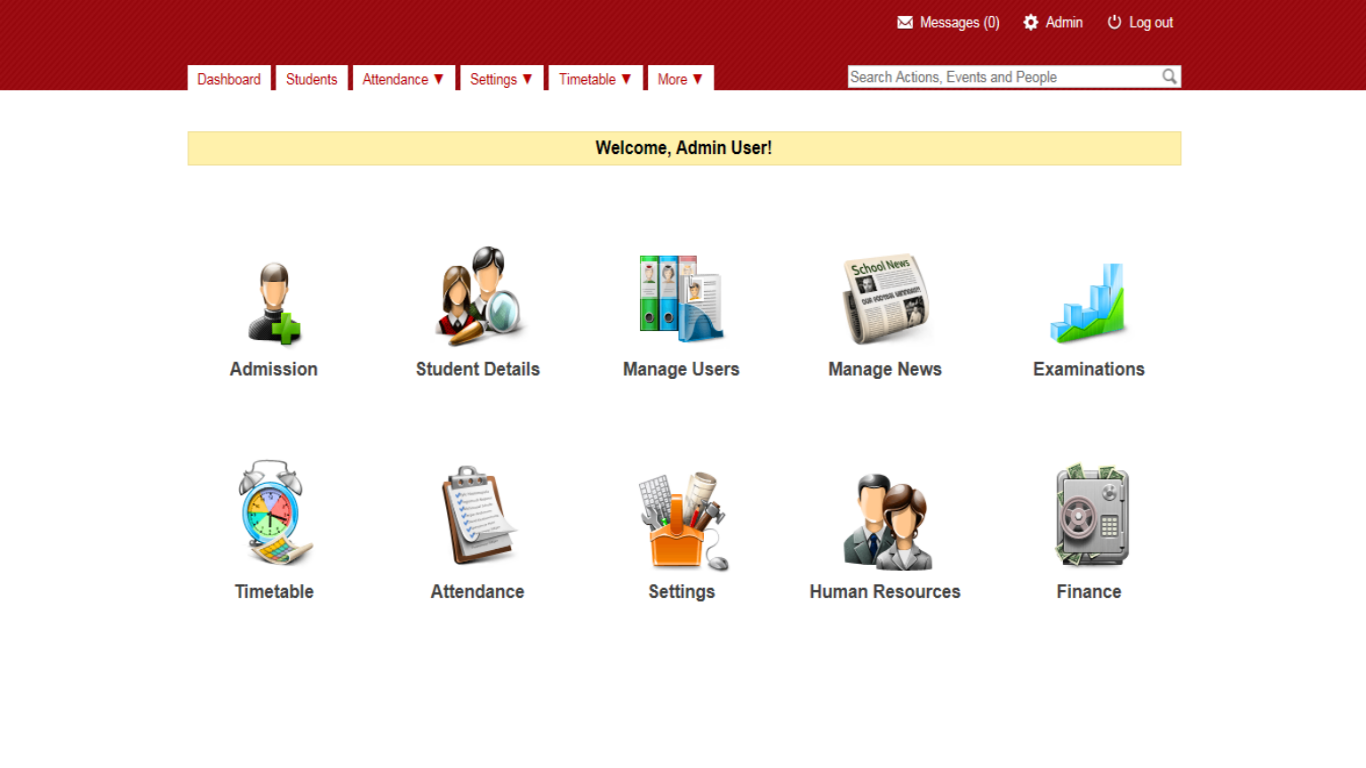 Messages (0) Admin Log out
Dashboard Students Attendance ▼ Settings ▼ Timetable ▼ More ▼ Search Actions, Events and People
Welcome, Admin User!
School News
Admission Student Details Manage Users Manage News Examinations
Timetable Attendance Settings Human Resources Finance